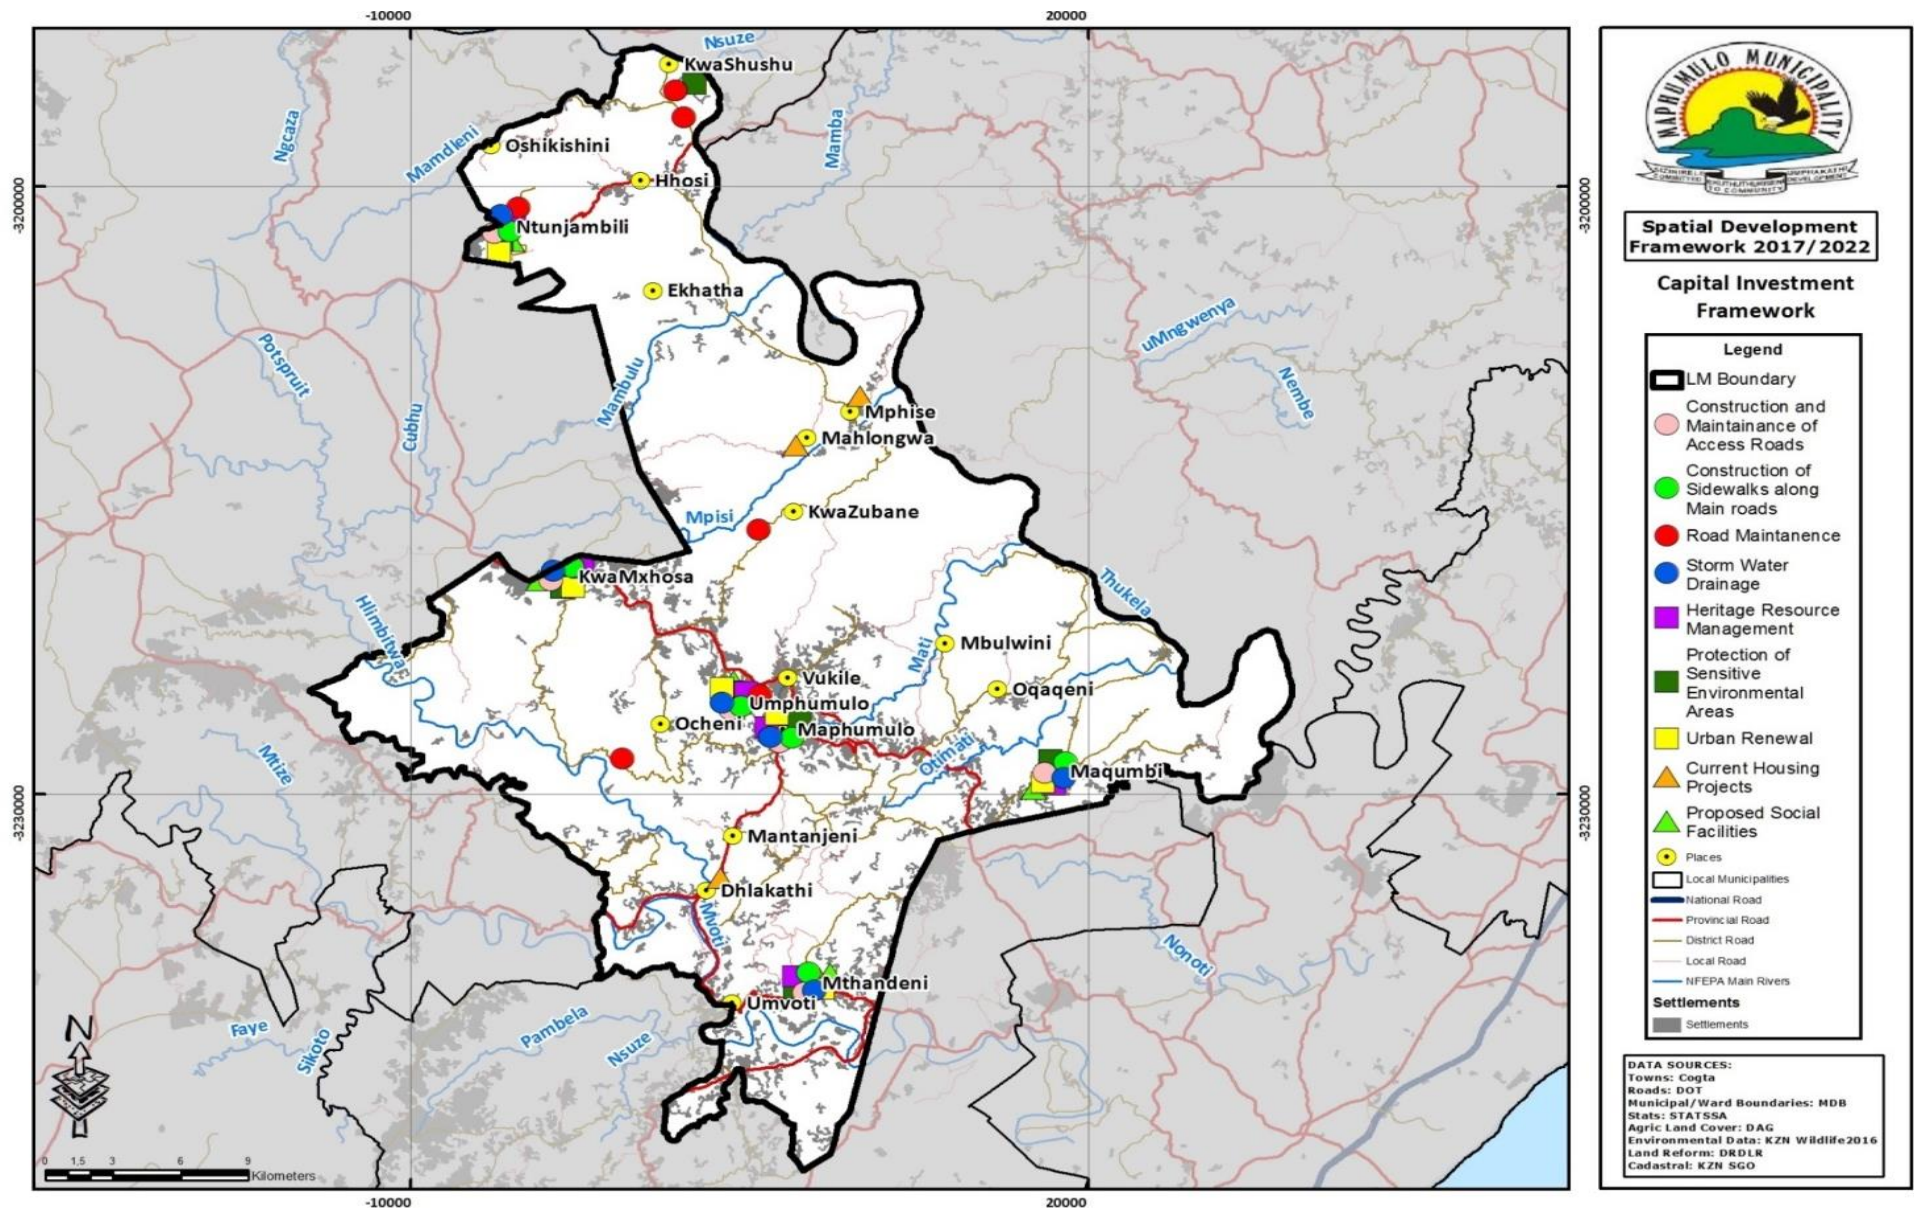 -10000
20000
-3200000
-3200000
-3230000
-3230000
-10000
20000
Nsuze
KwaShushu
Ngcaza
Mamba
Mamdleni
Oshikishini
Hhosi
Ntunjambili
Ekhatha
uMngwenya
Potspruit
Nembe
Cubhu
Mambulu
Mphise
Mahlongwa
Mpisi
KwaZubane
KwaMxhosa
Thukela
Hlimbitwa
Mati
Mbulwini
Vukile
Oqaqeni
Umphumulo
Ocheni
Maphumulo
Otimati
Mtize
Maqumbi
Mantanjeni
Dhlakathi
Mvoti
Nonoti
Mthandeni
Umvoti
Faye
Sikoto
Pambela
Nsuze
N
0 1,5 3 6 9
Kilometers
MAPHUMULO MUNICIPALITY
Spatial Development
Framework 2017/2022
Capital Investment
Framework
Legend
LM Boundary
Construction and
Maintainance of
Access Roads
Construction of
Sidewalks along
Main roads
Road Maintanence
Storm Water
Drainage
Heritage Resource
Management
Protection of
Sensitive
Environmental
Areas
Urban Renewal
Current Housing
Projects
Proposed Social
Facilities
Places
Local Municipalities
National Road
Provincial Road
District Road
Local Road
NFEPA Main Rivers
Settlements
Settlements
DATA SOURCES:
Towns: Cogta
Roads: DOT
Municipal/Ward Boundaries: MDB
Stats: STATSSA
Agric Land Cover: DAG
Environmental Data: KZN Wildlife2016
Land Reform: DRDLR
Cadastral: KZN SGO